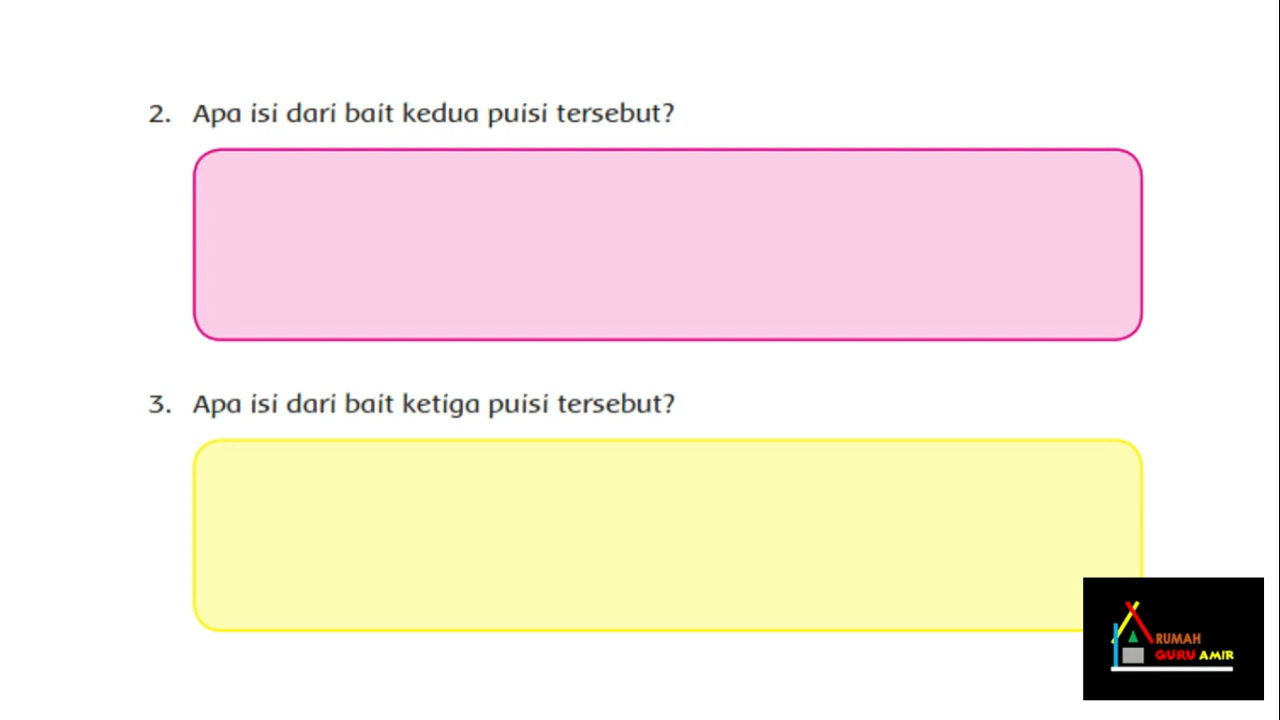 2. Apa isi dari bait kedua puisi tersebut?
3. Apa isi dari bait ketiga puisi tersebut?
RUMAH
GURU AMIR